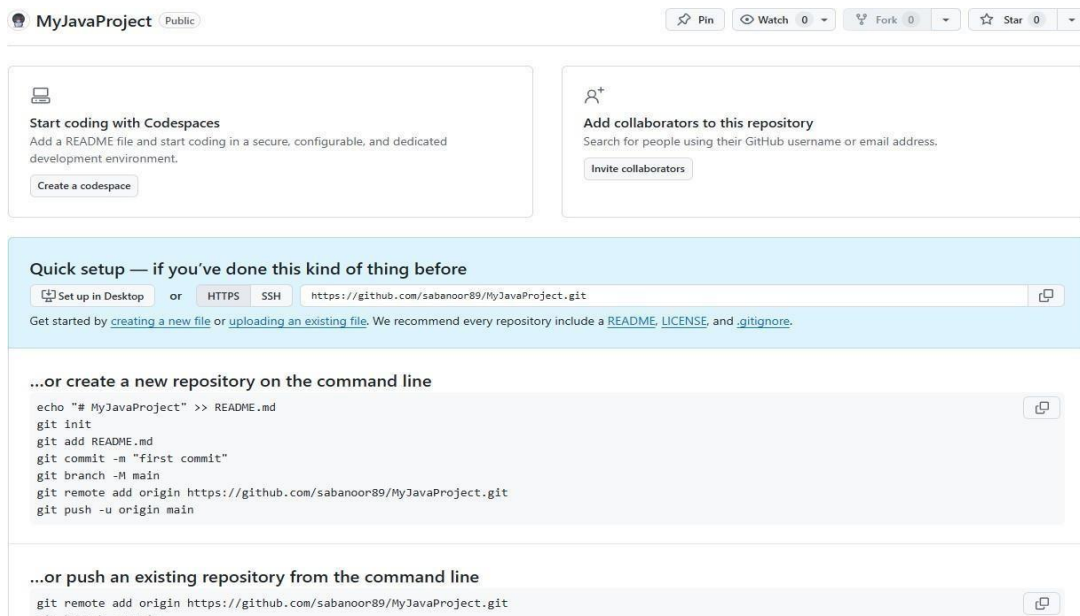 MyJavaProject Public
Pin Watch 0 Fork 0 Star 0
Start coding with Codespaces
Add a README file and start coding in a secure, configurable, and dedicated
development environment.
Create a codespace
Add collaborators to this repository
Search for people using their GitHub username or email address.
Invite collaborators
Quick setup — if you've done this kind of thing before
Set up in Desktop or HTTPS SSH https://github.com/sabanoor89/MyJavaProject.git
Get started by creating a new file or uploading an existing file. We recommend every repository include a README, LICENSE, and .gitignore.
…or create a new repository on the command line
echo "# MyJavaProject" >> README.md
git init
git add README.md
git commit -m "first commit"
git branch -M main
git remote add origin https://github.com/sabanoor89/MyJavaProject.git
git push -u origin main
…or push an existing repository from the command line
git remote add origin https://github.com/sabanoor89/MyJavaProject.git